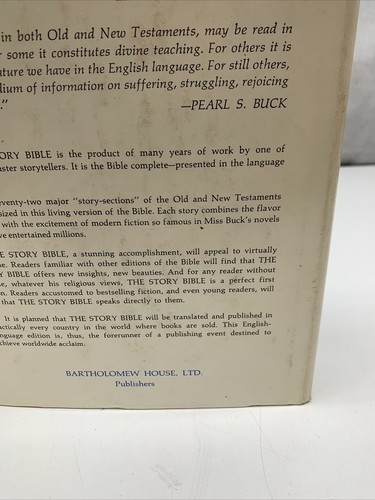 in both Old and New Testaments, may be read in
some it constitutes divine teaching. For others it is
ature we have in the English language. For still others,
dium of information on suffering, struggling, rejoicing
."
—PEARL S. BUCK
TORY BIBLE is the product of many years of work by one of
aster storytellers. It is the Bible complete—presented in the language
eventy-two major "story-sections" of the Old and New Testaments
sized in this living version of the Bible. Each story combines the flavor
with the excitement of modern fiction so famous in Miss Buck's novels
ve entertained millions.
E STORY BIBLE, a stunning accomplishment, will appeal to virtually
ne. Readers familiar with other editions of the Bible will find that THE
Y BIBLE offers new insights, new beauties. And for any reader without
e, whatever his religious views, THE STORY BIBLE is a perfect first
n. Readers accustomed to bestselling fiction, and even young readers, will
that THE STORY BIBLE speaks directly to them.
It is planned that THE STORY BIBLE will be translated and published in
actically every country in the world where books are sold. This English-
nguage edition is, thus, the forerunner of a publishing event destined to
chieve worldwide acclaim.
BARTHOLOMEW HOUSE, LTD.
Publishers